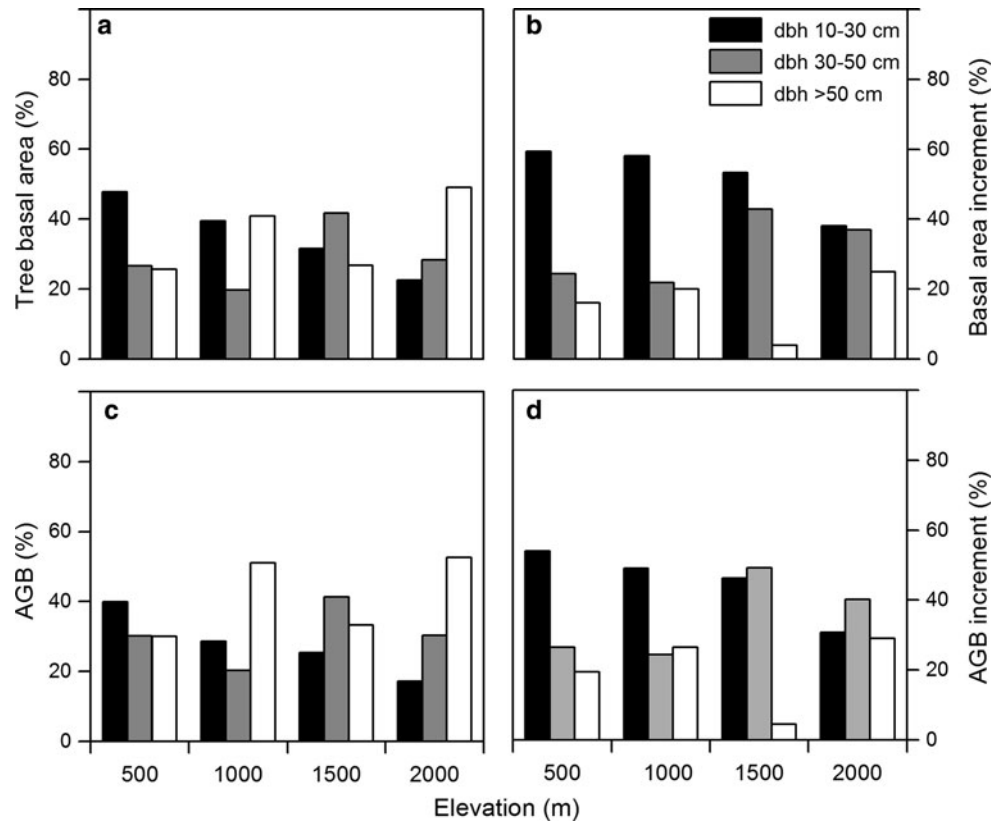 a
b
dbh 10-30 cm
dbh 30-50 cm
dbh >50 cm
Tree basal area (%)
80
60
40
20
0
80
60
40
20
0
Basal area increment (%)
c
d
AGB (%)
80
60
40
20
0
80
60
40
20
0
AGB increment (%)
500 1000 1500 2000
500 1000 1500 2000
Elevation (m)